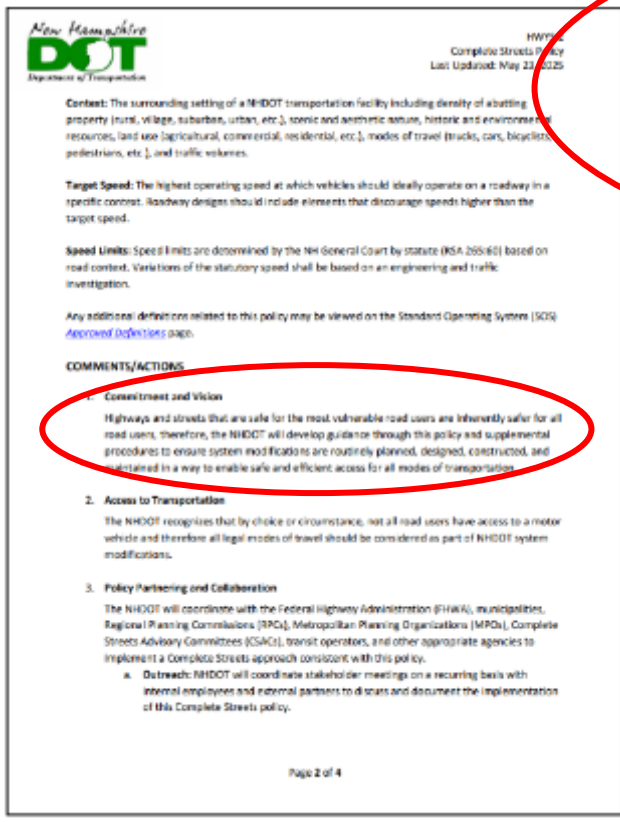 New Hampshire
DOT
Department of Transportation
Complete Streets Policy
Last Updated: May 23, 2025
Context: The surrounding setting of a NHDOT transportation facility including density of abutting
property (rural, village, suburban, urban, etc.), scenic and aesthetic nature, historic and environmental
resources, land use (agricultural, commercial, residential, etc.), modes of travel (trucks, cars, bicyclists,
pedestrians, etc.), and traffic volumes.
Target Speed: The highest operating speed at which vehicles should ideally operate on a roadway in a
specific context. Roadway designs should include elements that discourage speeds higher than the
target speed.
Speed Limits: Speed limits are determined by the NH General Court by statute (RSA 265:60) based on
road context. Variations of the statutory speed shall be based on an engineering and traffic
investigation.
Any additional definitions related to this policy may be viewed on the Standard Operating System (SOS)
Approved Definitions page.
COMMENTS/ACTIONS
1. Commitment and Vision
Highways and streets that are safe for the most vulnerable road users are inherently safer for all
road users, therefore, the NHDOT will develop guidance through this policy and supplemental
procedures to ensure system modifications are routinely planned, designed, constructed, and
maintained in a way to enable safe and efficient access for all modes of transportation.
2. Access to Transportation
The NHDOT recognizes that by choice or circumstance, not all road users have access to a motor
vehicle and therefore all legal modes of travel should be considered as part of NHDOT system
modifications.
3. Policy Partnering and Collaboration
The NHDOT will coordinate with the Federal Highway Administration (FHWA), municipalities,
Regional Planning Commissions (RPCs), Metropolitan Planning Organizations (MPOs), Complete
Streets Advisory Committees (CSACs), transit operators, and other appropriate agencies to
implement a Complete Streets approach consistent with this policy.
a. Outreach: NHDOT will coordinate stakeholder meetings on a recurring basis with
internal employees and external partners to discuss and document the implementation
of this Complete Streets policy.
Page 2 of 4